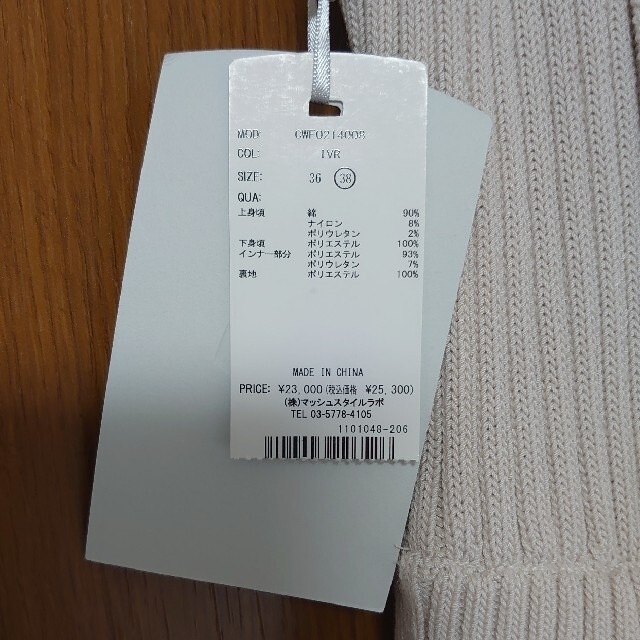 MOD: CWFO214008
COL: IVR
SIZE: 36 38
QUA:
上身頃 綿 90%
ナイロン 8%
ポリウレタン 2%
下身頃 ポリエステル 100%
インナー部分 ポリエステル 93%
ポリウレタン 7%
裏地 ポリエステル 100%
MADE IN CHINA
PRICE: ¥23,000(税込価格 ¥25,300)
(株)マッシュスタイルラボ
TEL 03-5778-4105
1101048-206